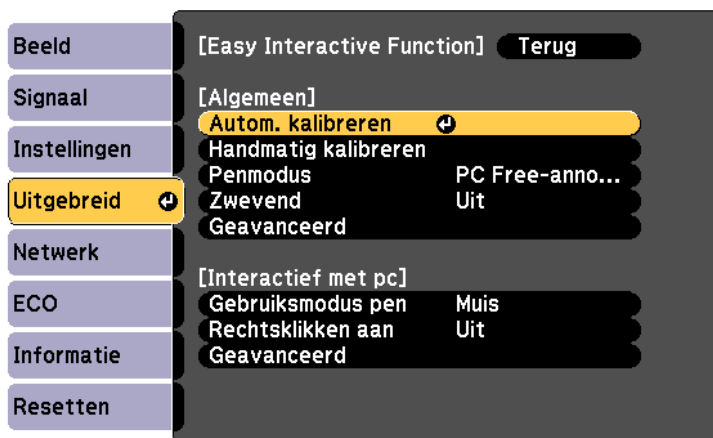 Beeld
Signaal
Instellingen
Uitgebreid
Netwerk
ECO
Informatie
Resetten
[Easy Interactive Function] Terug
[Algemeen]
Autom. kalibreren
Handmatig kalibreren
Penmodus PC Free-anno...
Zwevend Uit
Geavanceerd
[Interactief met pc]
Gebruiksmodus pen Muis
Rechtsklikken aan Uit
Geavanceerd